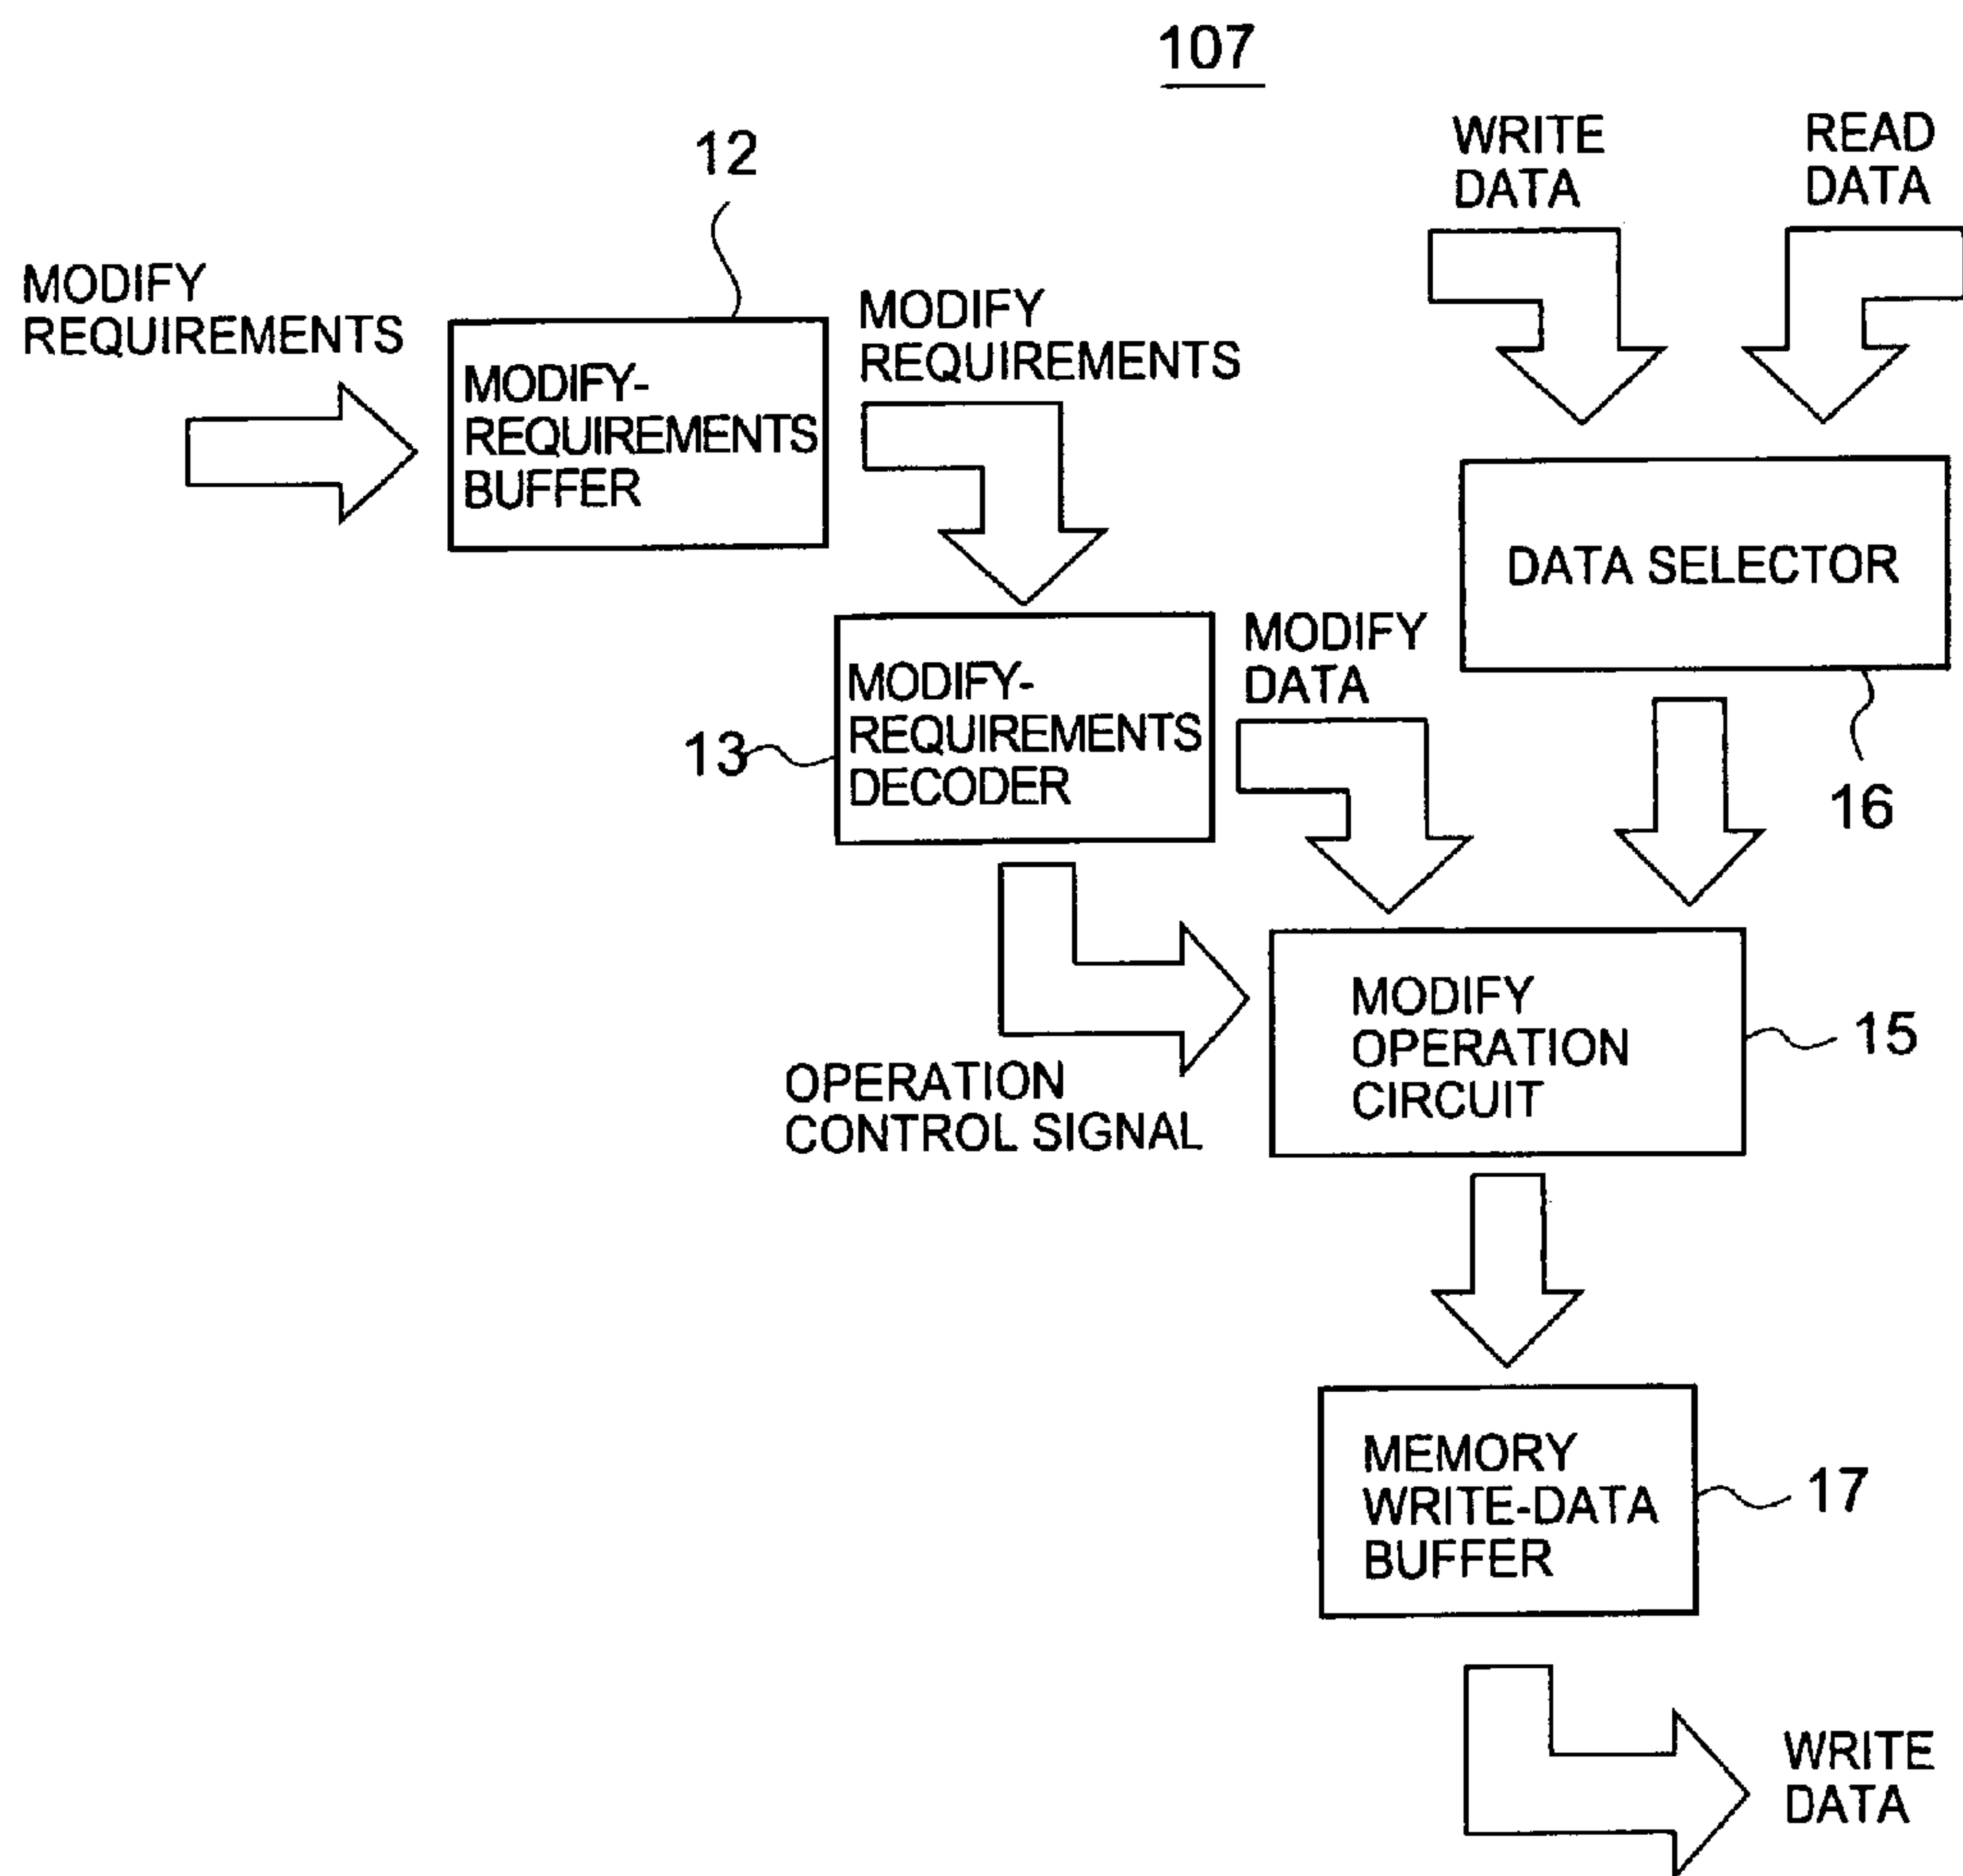 107
12
WRITE
DATA
READ
DATA
MODIFY
REQUIREMENTS
MODIFY
REQUIREMENTS
MODIFY-
REQUIREMENTS
BUFFER
DATA SELECTOR
MODIFY-
REQUIREMENTS
DECODER
13
MODIFY
DATA
16
OPERATION
CONTROL SIGNAL
MODIFY
OPERATION
CIRCUIT
15
MEMORY
WRITE-DATA
BUFFER
17
WRITE
DATA